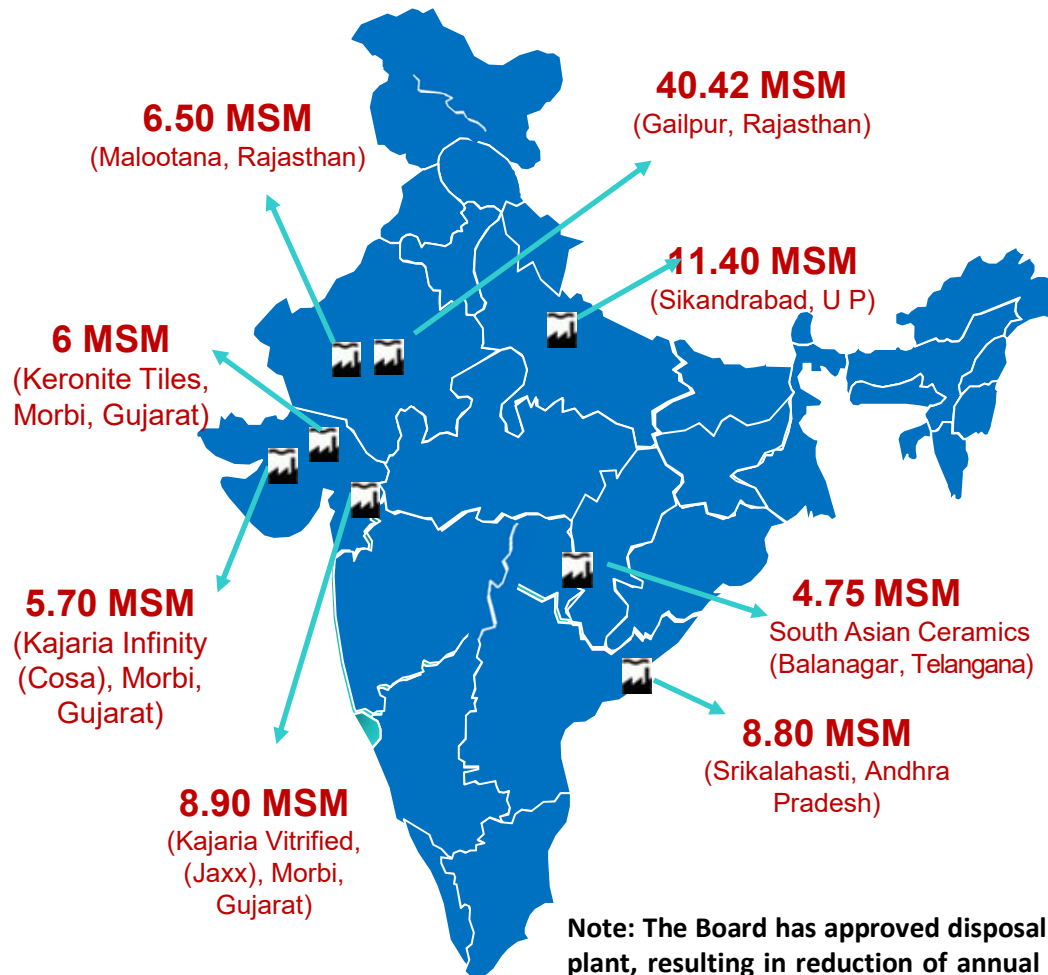 6.50 MSM
(Malootana, Rajasthan)
40.42 MSM
(Gailpur, Rajasthan)
11.40 MSM
(Sikandrabad, U P)
6 MSM
(Keronite Tiles,
Morbi, Gujarat)
5.70 MSM
(Kajaria Infinity
(Cosa), Morbi,
Gujarat)
4.75 MSM
South Asian Ceramics
(Balanagar, Telangana)
8.80 MSM
(Srikalahasti, Andhra
Pradesh)
8.90 MSM
(Kajaria Vitrified,
(Jaxx), Morbi,
Gujarat)
Note: The Board has approved disposal
plant, resulting in reduction of annual